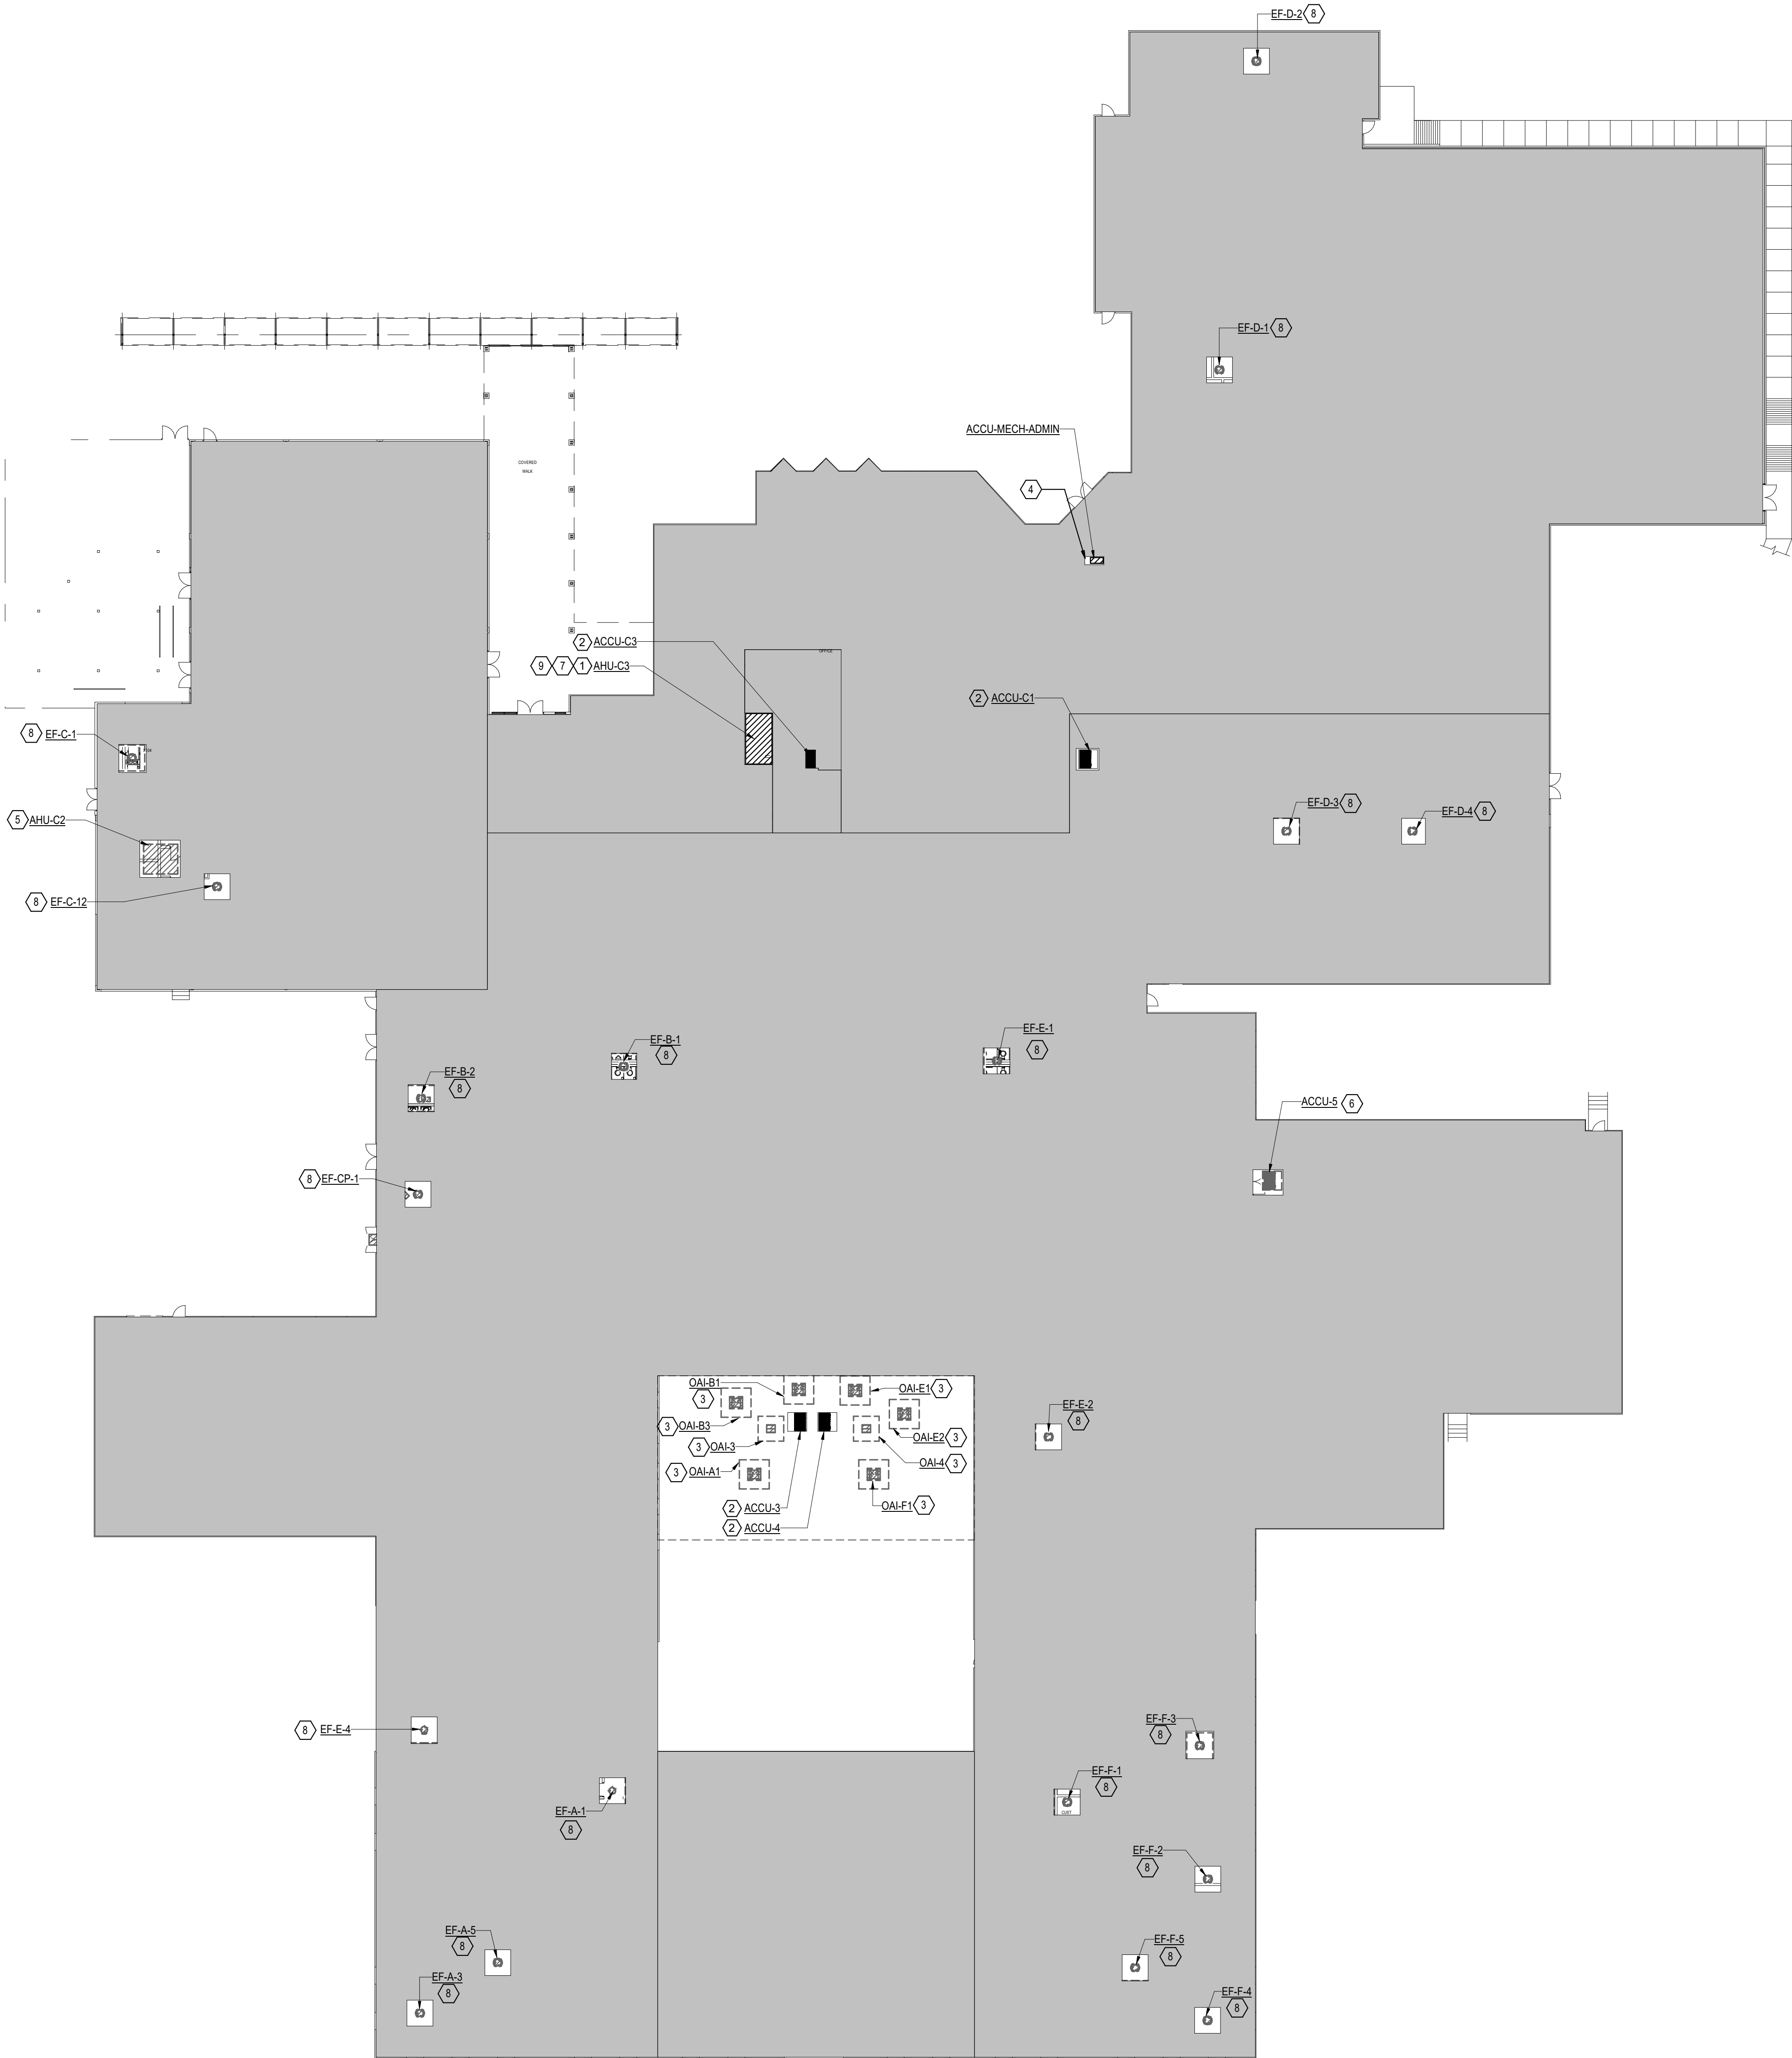 EF-D-2 8
EF-D-1 8
ACCU-MECH-ADMIN
COVERED
WALK
4
2 ACCU-C3
OFFICE
9 7 1 AHU-C3
2 ACCU-C1
8 EF-C-1
EF-D-3 8
EF-D-4 8
5 AHU-C2
8 EF-C-12
EF-B-1
8
EF-E-1
8
EF-B-2
8
ACCU-5 6
8 EF-CP-1
OAI-B1
3
OAI-E1 3
3 OAI-B3
OAI-E2 3
3 OAI-3
OAI-4 3
3 OAI-A1
OAI-F1 3
2 ACCU-3
2 ACCU-4
EF-E-2
8
8 EF-E-4
EF-F-3
8
EF-F-1
8
CUST
EF-A-1
8
EF-F-2
8
EF-A-5
8
EF-F-5
8
EF-A-3
8
EF-F-4
8